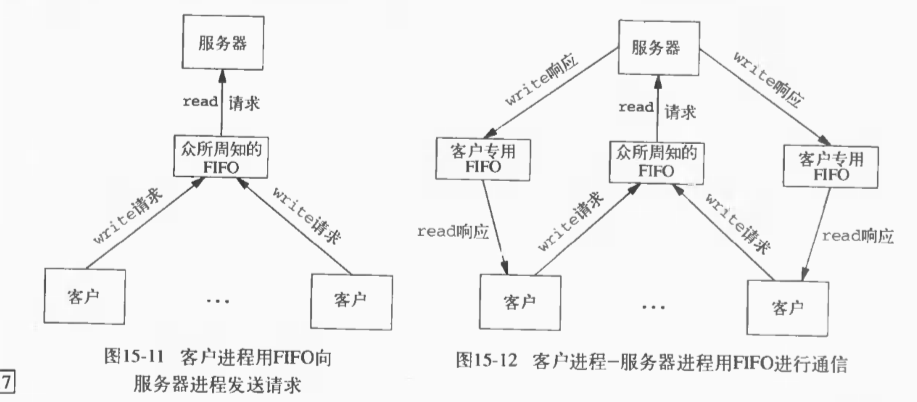 服务器
read 请求
众所周知的
FIFO
write请求
write请求
客户
...
客户
图15-11 客户进程用FIFO向
服务器进程发送请求
服务器
write响应
read 请求
write响应
客户专用
FIFO
众所周知的
FIFO
客户专用
FIFO
read响应
write请求
write请求
read响应
客户
...
客户
图15-12 客户进程-服务器进程用FIFO进行通信
7